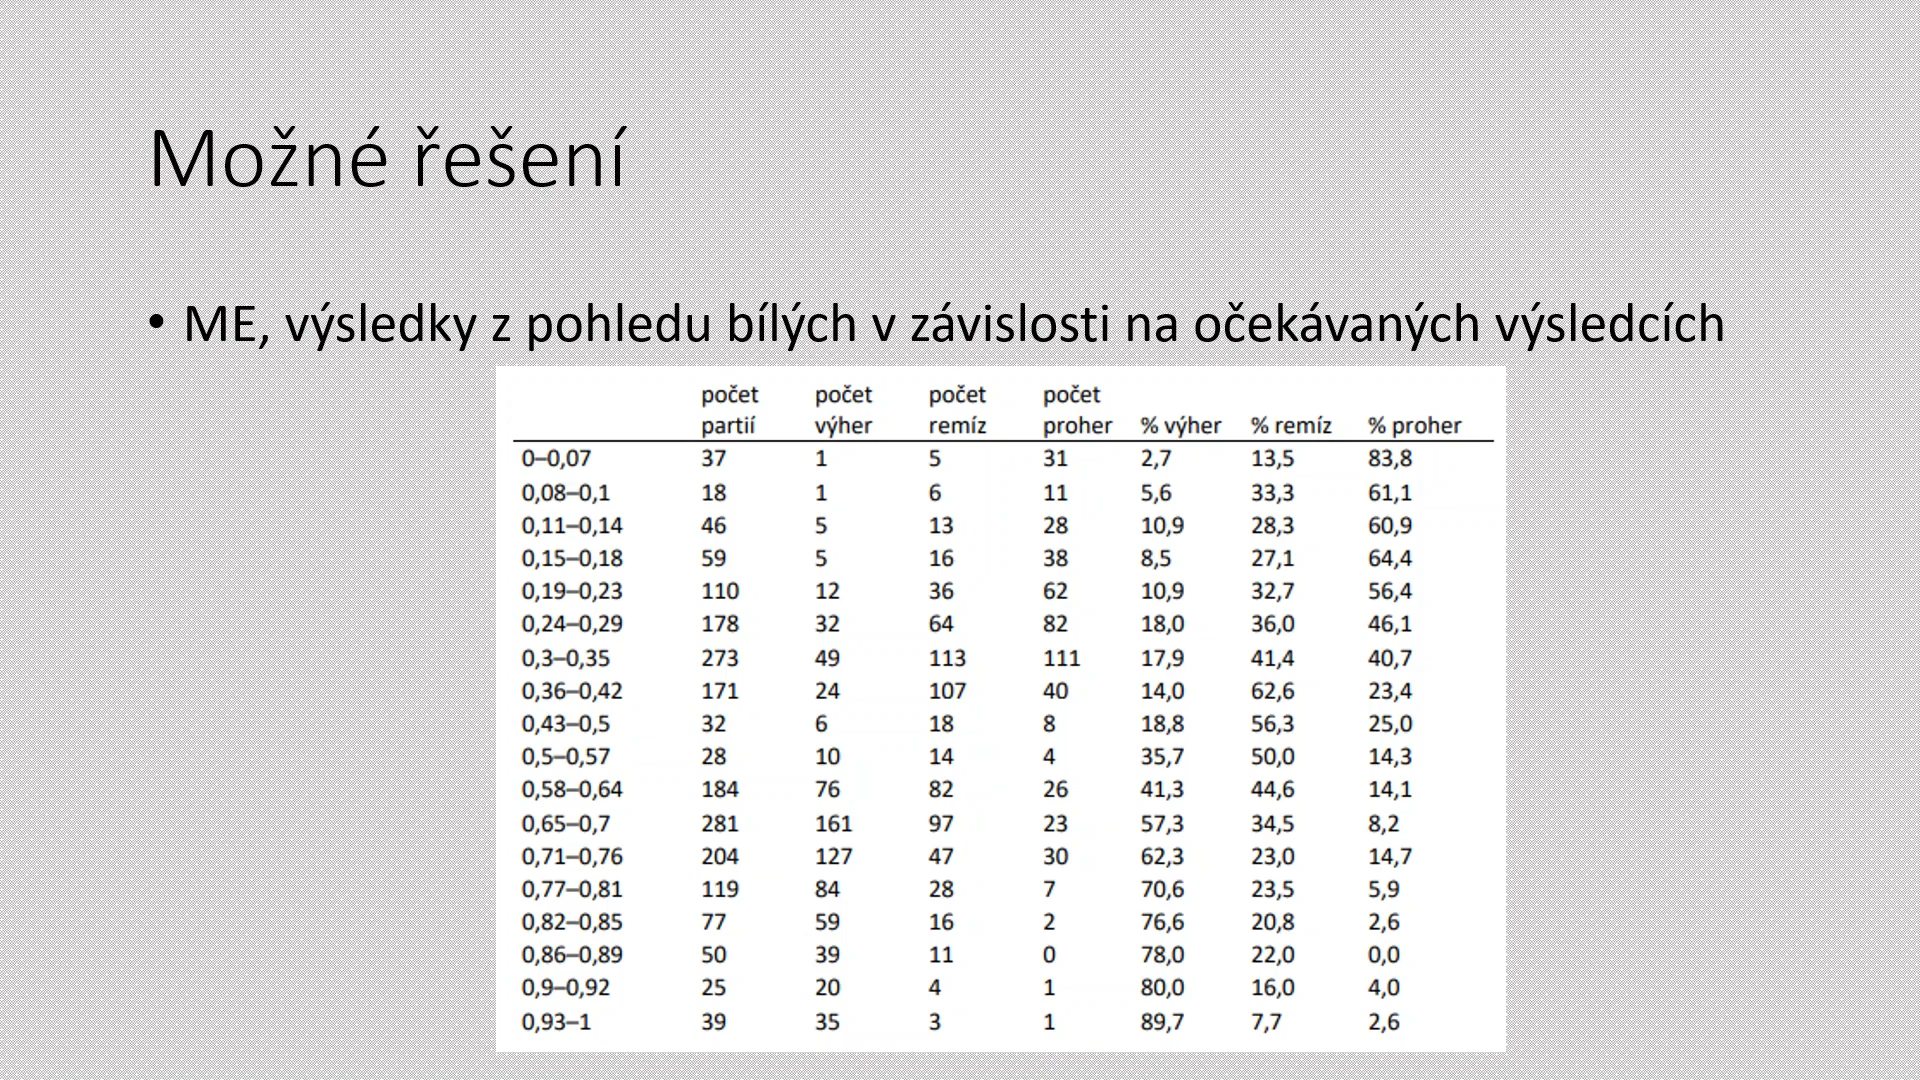 Možné řešení
• ME, výsledky z pohledu bílých v závislosti na očekávaných výsledcích
počet počet počet počet
partií výher remíz proher % výher % remíz % proher
0–0,07 37 1 5 31 2,7 13,5 83,8
0,08–0,1 18 1 6 11 5,6 33,3 61,1
0,11–0,14 46 5 13 28 10,9 28,3 60,9
0,15–0,18 59 5 16 38 8,5 27,1 64,4
0,19–0,23 110 12 36 62 10,9 32,7 56,4
0,24–0,29 178 32 64 82 18,0 36,0 46,1
0,3–0,35 273 49 113 111 17,9 41,4 40,7
0,36–0,42 171 24 107 40 14,0 62,6 23,4
0,43–0,5 32 6 18 8 18,8 56,3 25,0
0,5–0,57 28 10 14 4 35,7 50,0 14,3
0,58–0,64 184 76 82 26 41,3 44,6 14,1
0,65–0,7 281 161 97 23 57,3 34,5 8,2
0,71–0,76 204 127 47 30 62,3 23,0 14,7
0,77–0,81 119 84 28 7 70,6 23,5 5,9
0,82–0,85 77 59 16 2 76,6 20,8 2,6
0,86–0,89 50 39 11 0 78,0 22,0 0,0
0,9–0,92 25 20 4 1 80,0 16,0 4,0
0,93–1 39 35 3 1 89,7 7,7 2,6